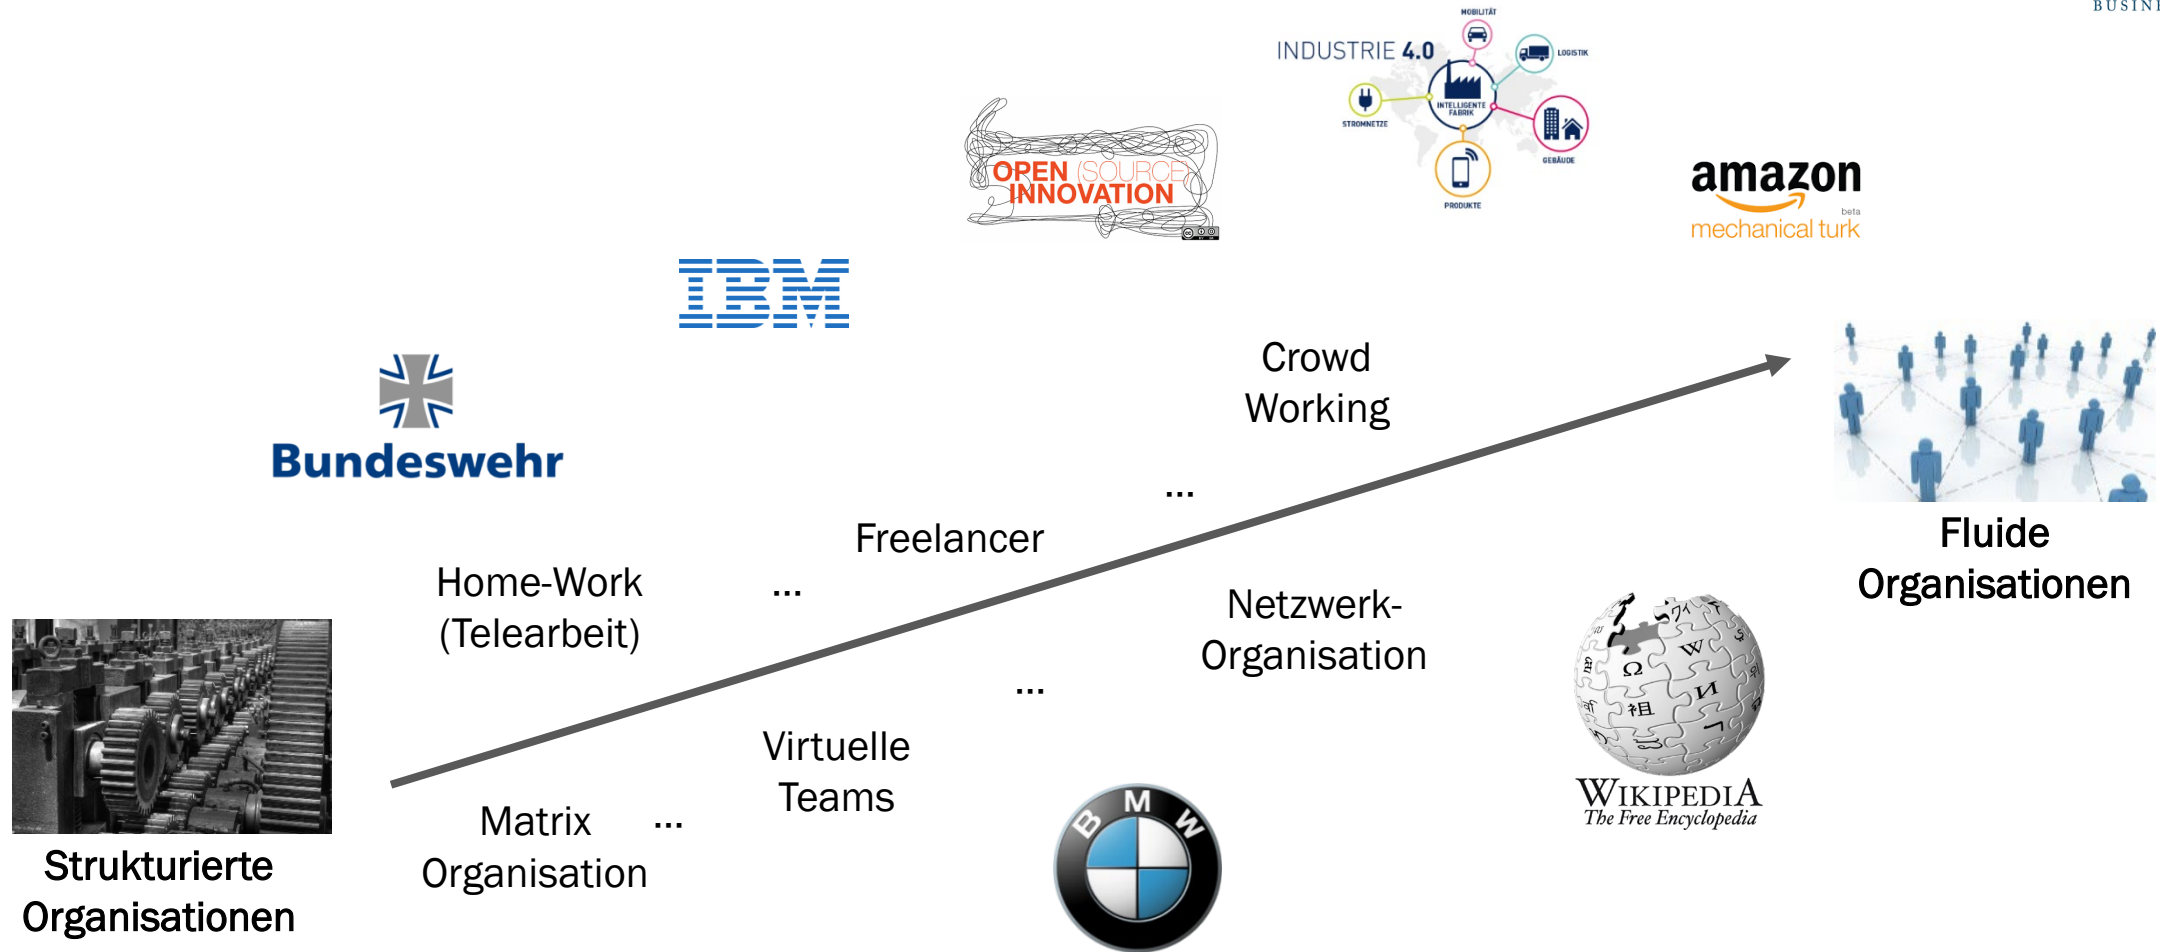 BUSIN
MOBILITÄT
INDUSTRIE 4.0
LOGISTIK
INTELLIGENTE
FABRIK
STROMNETZE
GEBÄUDE
PRODUKTE
OPEN (SOURCE)
INNOVATION
amazon
beta
mechanical turk
IBM
Bundeswehr
Crowd
Working
...
Freelancer
Home-Work
(Telearbeit)
...
Fluide
Organisationen
Netzwerk-
Organisation
...
Virtuelle
Teams
Matrix
Organisation
...
BMW
Ω
W
И
祖
WIKIPEDIA
The Free Encyclopedia
Strukturierte
Organisationen